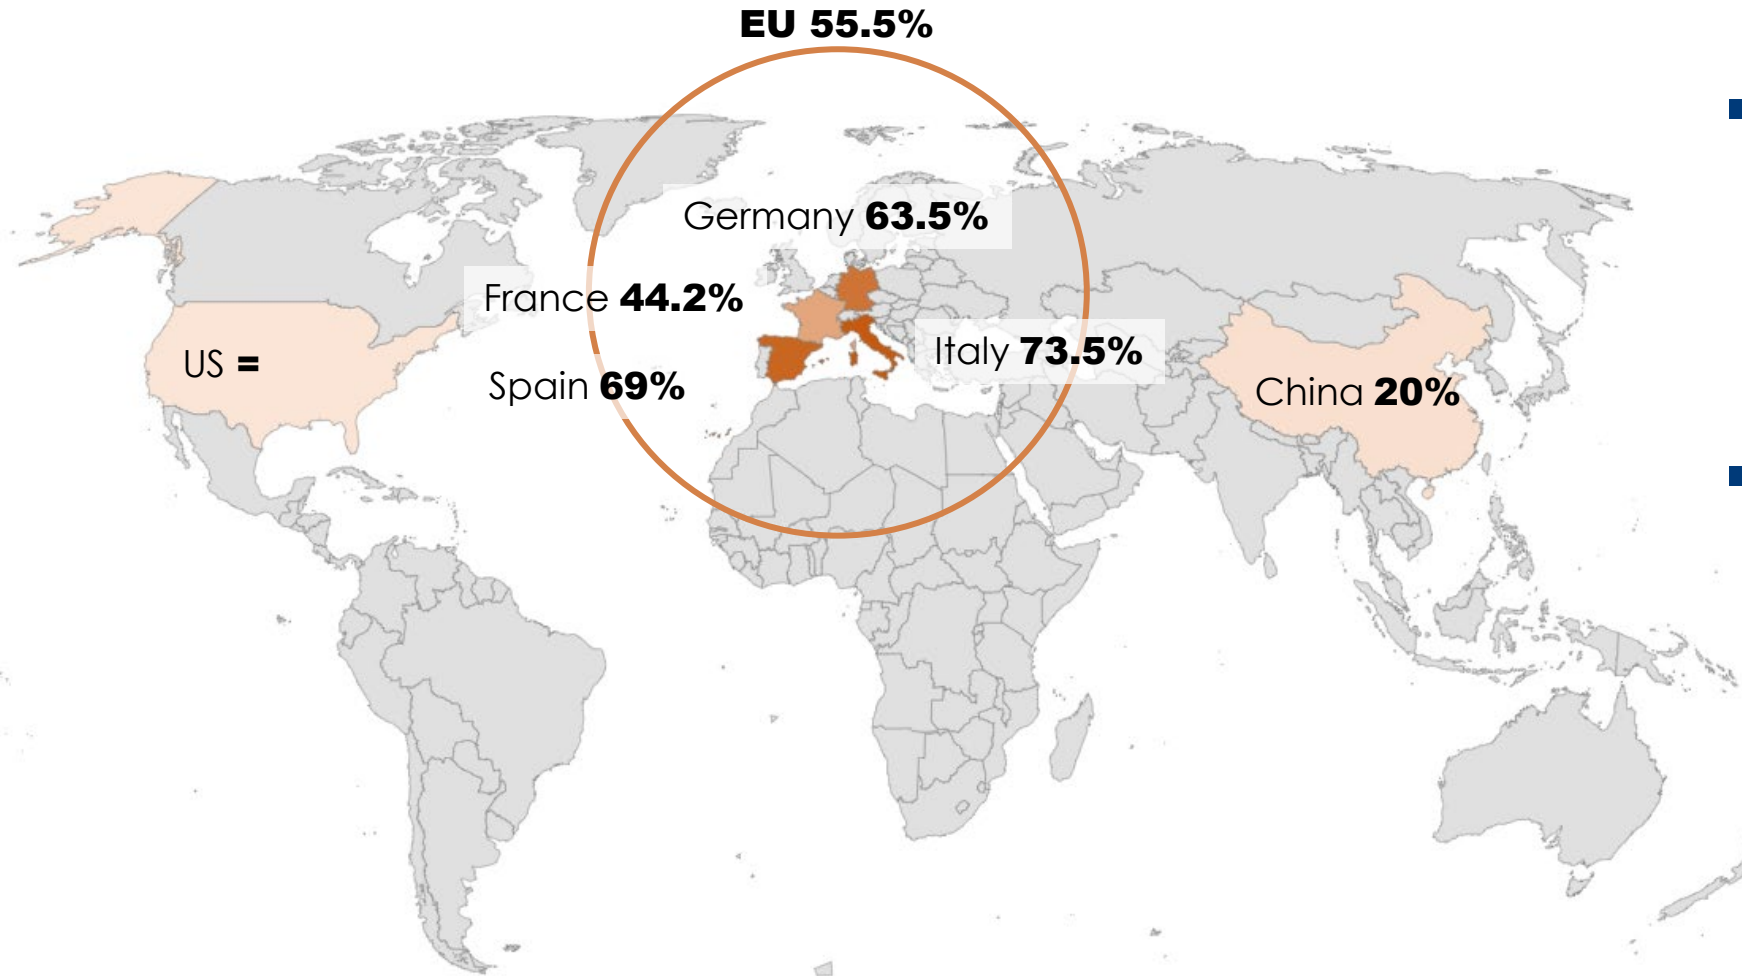 EU 55.5%
Germany 63.5%
France 44.2%
Italy 73.5%
US =
Spain 69%
China 20%